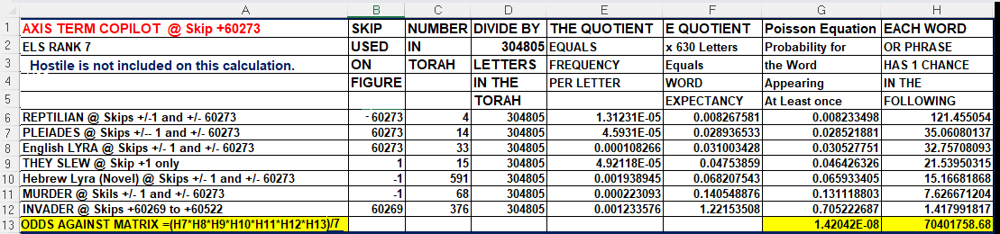 A B C D E F G H
1 AXIS TERM COPILOT @ Skip +60273 SKIP NUMBER DIVIDE BY THE QUOTIENT E QUOTIENT Poisson Equation EACH WORD
2 ELS RANK 7 USED IN 304805 EQUALS x 630 Letters Probability for OR PHRASE
3 Hostile is not included on this calculation. ON TORAH LETTERS FREQUENCY Equals the Word HAS 1 CHANCE
4 FIGURE IN THE PER LETTER WORD Appearing IN THE
5 TORAH EXPECTANCY At Least once FOLLOWING
6 REPTILIAN @ Skips +/-1 and +/- 60273 -60273 4 304805 1.31231E-05 0.008267581 0.008233498 121.455054
7 PLEIADES @ Skips +/-- 1 and +/- 60273 60273 14 304805 4.5931E-05 0.028936533 0.028521881 35.06080137
8 English LYRA @ Skips +/- 1 and +/- 60273 60273 33 304805 0.000108266 0.031003428 0.030527751 32.75708093
9 THEY SLEW @ Skip +1 only 1 15 304805 4.92118E-05 0.04753859 0.046426326 21.53950315
10 Hebrew Lyra (Novel) @ Skips +/- 1 and +/- 60273 -1 591 304805 0.001938945 0.068207543 0.065933405 15.16681868
11 MURDER @ Skils +/- 1 and +/- 60273 -1 68 304805 0.000223093 0.140548876 0.131118803 7.626671204
12 INVADER @ Skips +60269 to +60522 60269 376 304805 0.001233576 1.22153508 0.705222687 1.417991817
13 ODDS AGAINST MATRIX =(H7*H8*H9*H10*H11*H12*H13)/7 1.42042E-08 70401758.68